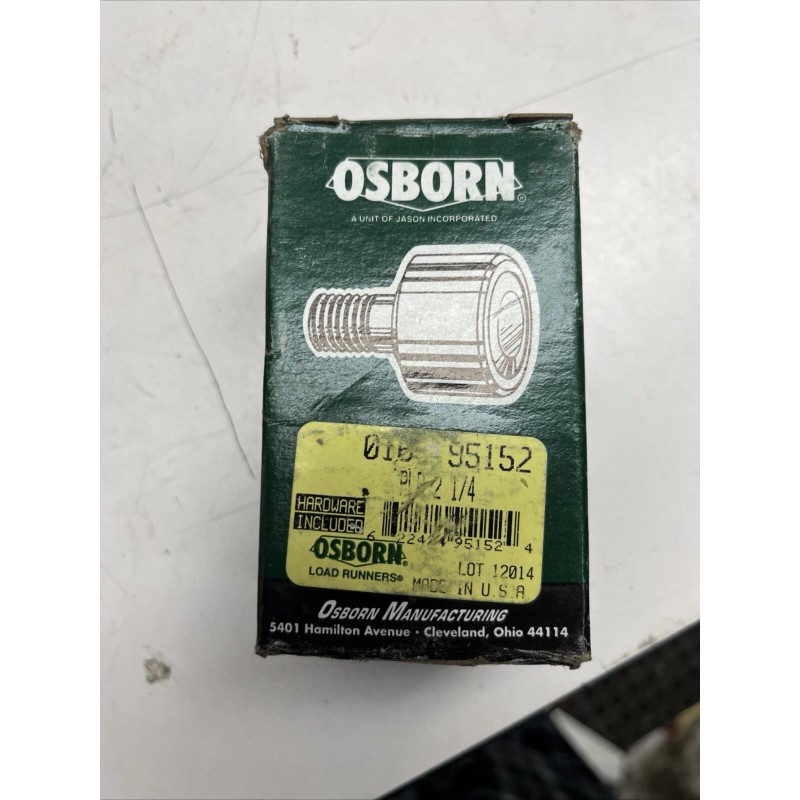 OSBORN®
A UNIT OF JASON INCORPORATED
95152
2 1/4
HARDWARE
INCLUDED
95152 4
OSBORN®
LOT 12014
LOAD RUNNERS®
MADE IN U.S.A
OSBORN MANUFACTURING
5401 Hamilton Avenue · Cleveland, Ohio 44114